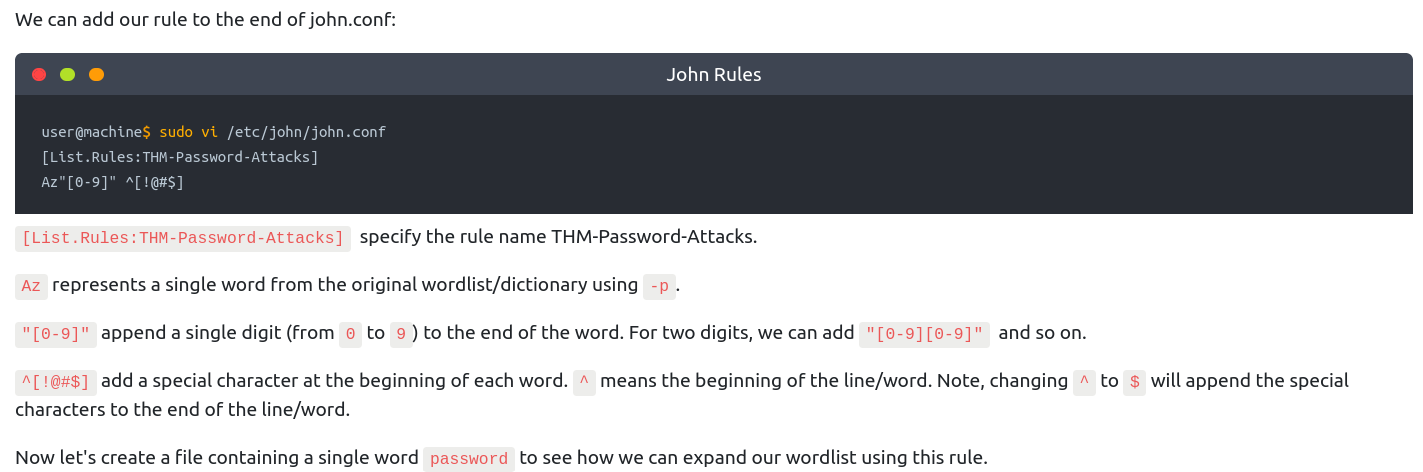 We can add our rule to the end of john.conf:
John Rules
user@machine$ sudo vi /etc/john/john.conf
[List.Rules:THM-Password-Attacks]
Az"[0-9]" ^[!@#$]
[List.Rules:THM-Password-Attacks] specify the rule name THM-Password-Attacks.
Az represents a single word from the original wordlist/dictionary using -p.
"[0-9]" append a single digit (from 0 to 9) to the end of the word. For two digits, we can add "[0-9][0-9]" and so on.
^[!@#$] add a special character at the beginning of each word. ^ means the beginning of the line/word. Note, changing ^ to $ will append the special
characters to the end of the line/word.
Now let's create a file containing a single word password to see how we can expand our wordlist using this rule.